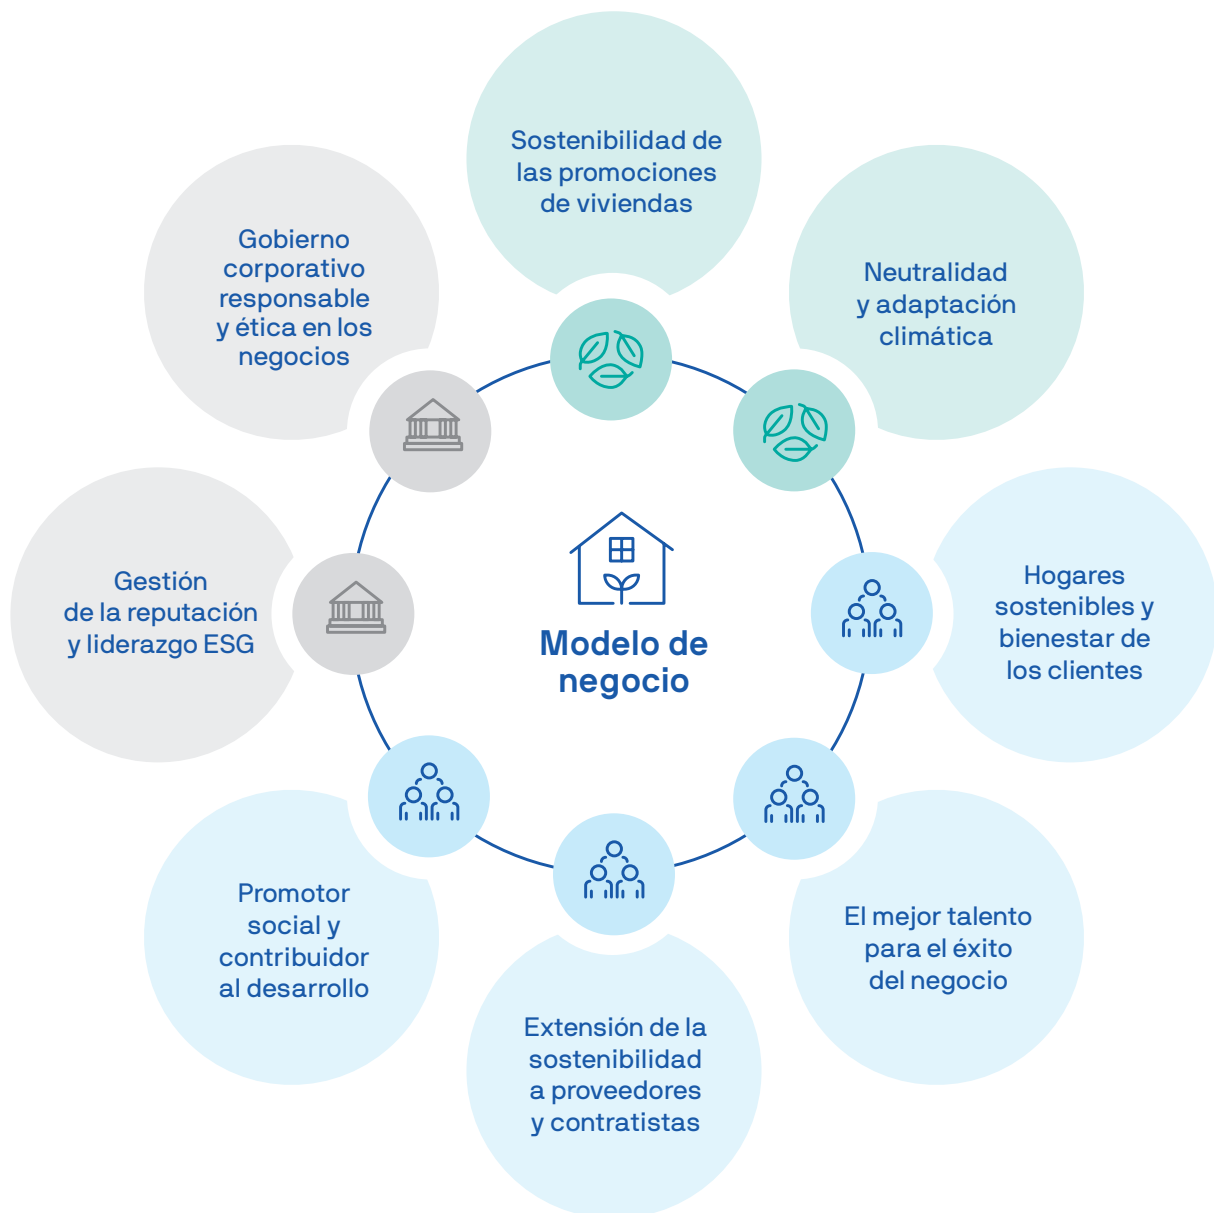 Sostenibilidad de
las promociones
de viviendas
Neutralidad
y adaptación
climática
Hogares
sostenibles y
bienestar de
los clientes
El mejor talento
para el éxito
del negocio
Extensión de la
sostenibilidad
a proveedores
y contratistas
Promotor
social y
contribuidor
al desarrollo
Gestión
de la reputación
y liderazgo ESG
Gobierno
corporativo
responsable
y ética en los
negocios
Modelo de
negocio